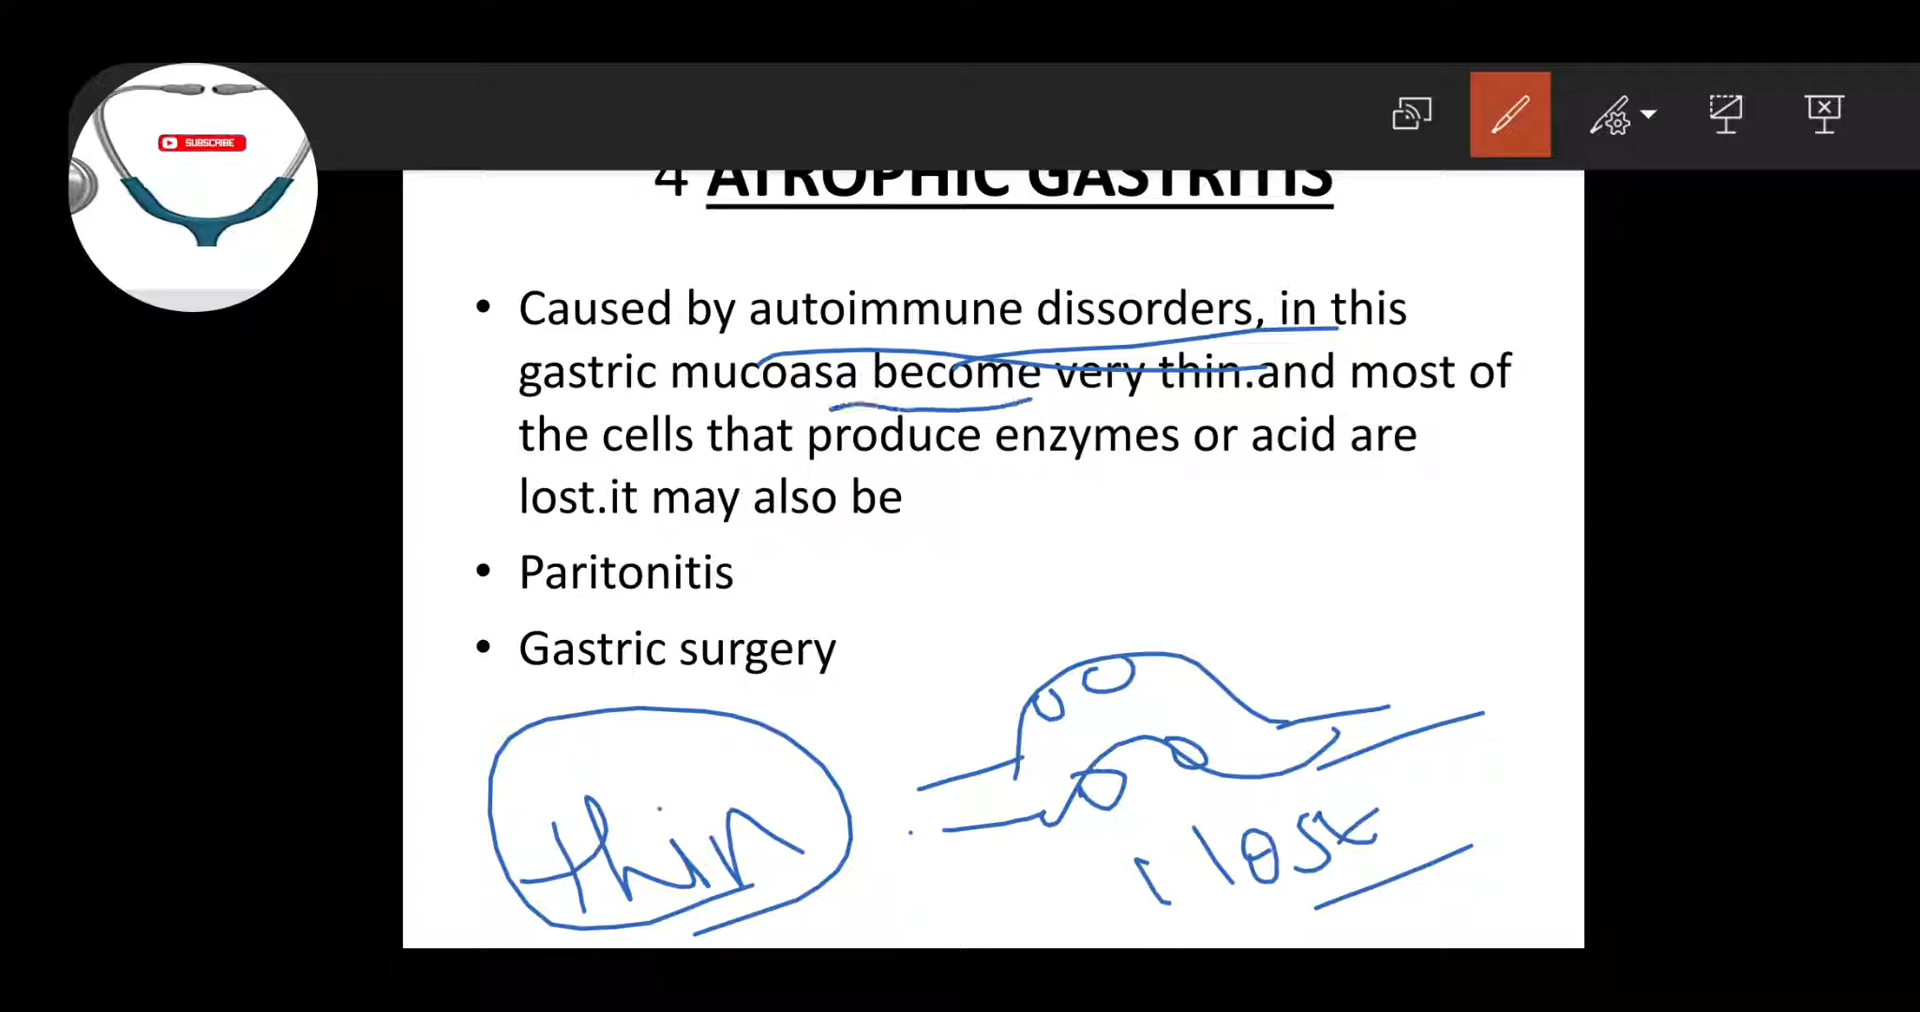 SUBSCRIBE
4 ATROPHIC GASTRITIS
• Caused by autoimmune dissorders, in this
gastric mucoasa become very thin.and most of
the cells that produce enzymes or acid are
lost.it may also be
• Paritonitis
• Gastric surgery
thin
lost